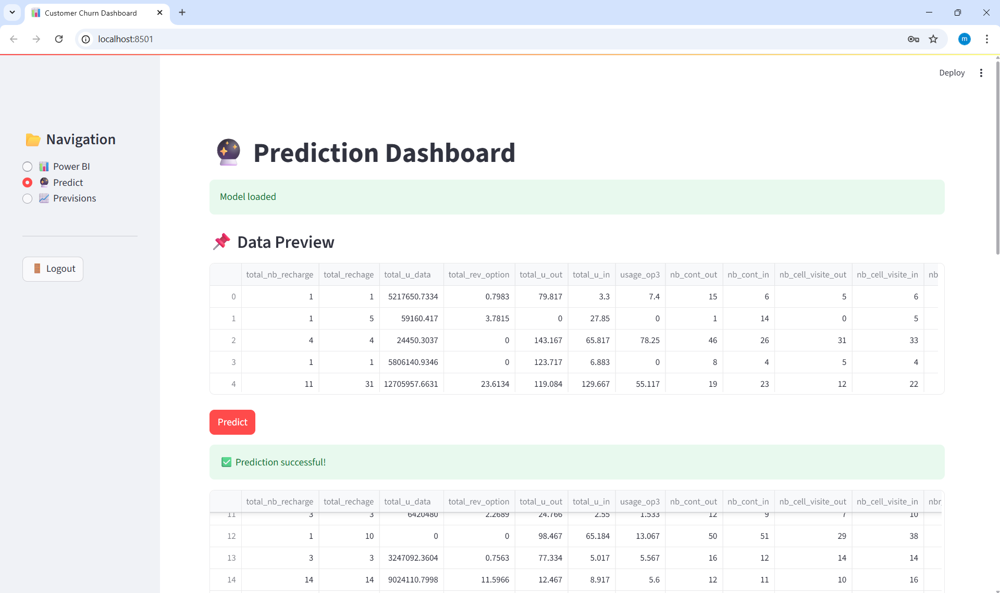 Customer Churn Dashboard
localhost:8501
m
Deploy
Navigation
Power BI
Predict
Previsions
Logout
Prediction Dashboard
Model loaded
Data Preview
total_nb_recharge total_rechage total_u_data total_rev_option total_u_out total_u_in usage_op3 nb_cont_out nb_cont_in nb_cell_visite_out nb_cell_visite_in nb
0 1 1 5217650.7334 0.7983 79.817 3.3 7.4 15 6 5 6
1 1 5 59160.417 3.7815 0 27.85 0 1 14 0 5
2 4 4 24450.3037 0 143.167 65.817 78.25 46 26 31 33
3 1 1 5806140.9346 0 123.717 6.883 0 8 4 5 4
4 11 31 12705957.6631 23.6134 119.084 129.667 55.117 19 23 12 22
Predict
Prediction successful!
total_nb_recharge total_rechage total_u_data total_rev_option total_u_out total_u_in usage_op3 nb_cont_out nb_cont_in nb_cell_visite_out nb_cell_visite_in nbr
11 3 3 6420480 2.2689 24.766 2.55 1.533 12 9 7 10
12 1 10 0 0 98.467 65.184 13.067 50 51 29 38
13 3 3 3247092.3604 0.7563 77.334 5.017 5.567 16 12 14 14
14 14 14 9024110.7998 11.5966 12.467 8.917 5.6 12 11 10 16